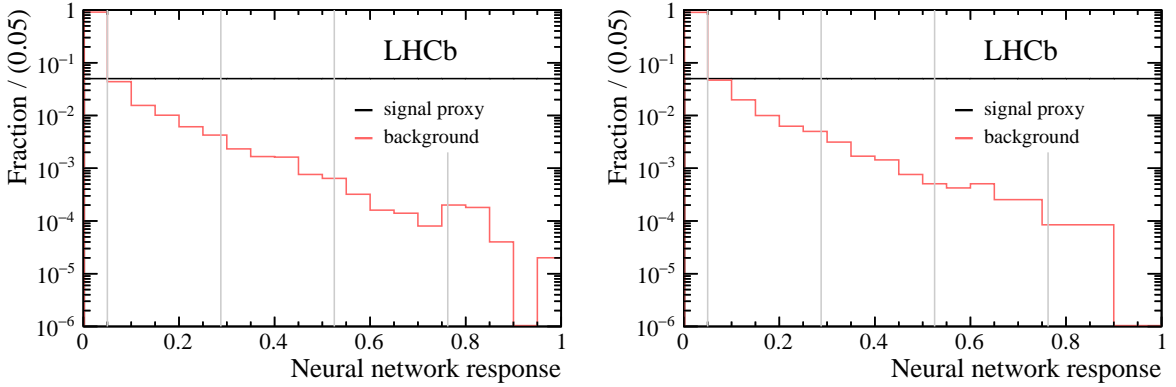 Fraction / (0.05)
1
10⁻¹
10⁻²
10⁻³
10⁻⁴
10⁻⁵
10⁻⁶
LHCb
signal proxy
background
0 0.2 0.4 0.6 0.8 1
Neural network response
Fraction / (0.05)
1
10⁻¹
10⁻²
10⁻³
10⁻⁴
10⁻⁵
10⁻⁶
LHCb
signal proxy
background
0 0.2 0.4 0.6 0.8 1
Neural network response